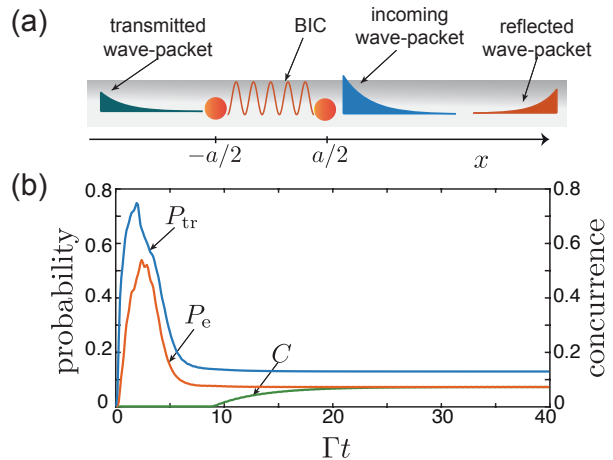 (a)
transmitted
wave-packet
BIC
incoming
wave-packet
reflected
wave-packet
−a/2
a/2
x
(b)
probability
0.8
0.6
0.4
0.2
0
P_tr
P_e
C
0.8
0.6
0.4
0.2
0
concurrence
0
10
20
30
40
Γt